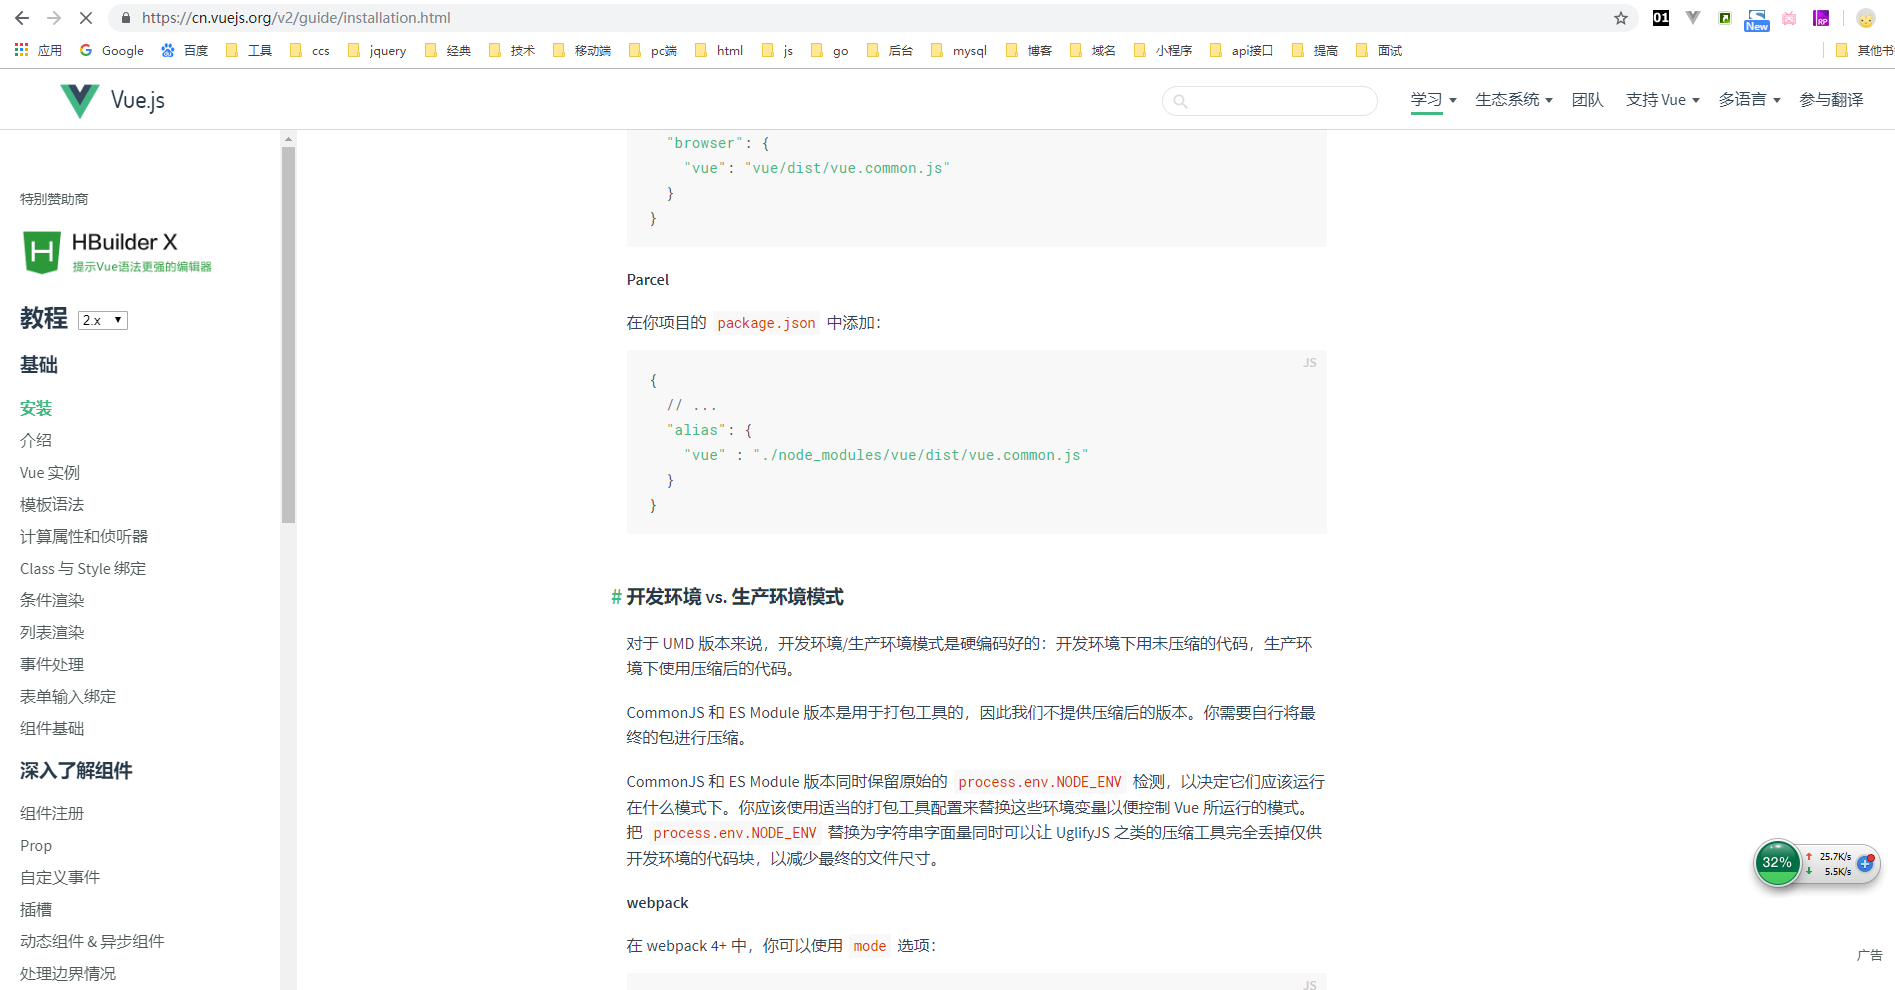 https://cn.vuejs.org/v2/guide/installation.html
01
New
RP
应用 Google 百度 工具 ccs jquery 经典 技术 移动端 pc端 html js go 后台 mysql 博客 域名 小程序 api接口 提高 面试 其他书
Vue.js
学习 生态系统 团队 支持 Vue 多语言 参与翻译
特别赞助商
H
HBuilder X
提示Vue语法更强的编辑器
教程 2.x
基础
安装
介绍
Vue 实例
模板语法
计算属性和侦听器
Class 与 Style 绑定
条件渲染
列表渲染
事件处理
表单输入绑定
组件基础
深入了解组件
组件注册
Prop
自定义事件
插槽
动态组件 & 异步组件
处理边界情况
"browser": {
"vue": "vue/dist/vue.common.js"
}
}
Parcel
在你项目的 package.json 中添加：
JS
{
// ...
"alias": {
"vue" : "./node_modules/vue/dist/vue.common.js"
}
}
# 开发环境 vs. 生产环境模式
对于 UMD 版本来说，开发环境/生产环境模式是硬编码好的：开发环境下用未压缩的代码，生产环
境下使用压缩后的代码。
CommonJS 和 ES Module 版本是用于打包工具的，因此我们不提供压缩后的版本。你需要自行将最
终的包进行压缩。
CommonJS 和 ES Module 版本同时保留原始的 process.env.NODE_ENV 检测，以决定它们应该运行
在什么模式下。你应该使用适当的打包工具配置来替换这些环境变量以便控制 Vue 所运行的模式。
把 process.env.NODE_ENV 替换为字符串字面量同时可以让 UglifyJS 之类的压缩工具完全丢掉仅供
开发环境的代码块，以减少最终的文件尺寸。
webpack
在 webpack 4+ 中，你可以使用 mode 选项：
JS
32%
25.7K/s
5.5K/s
广告